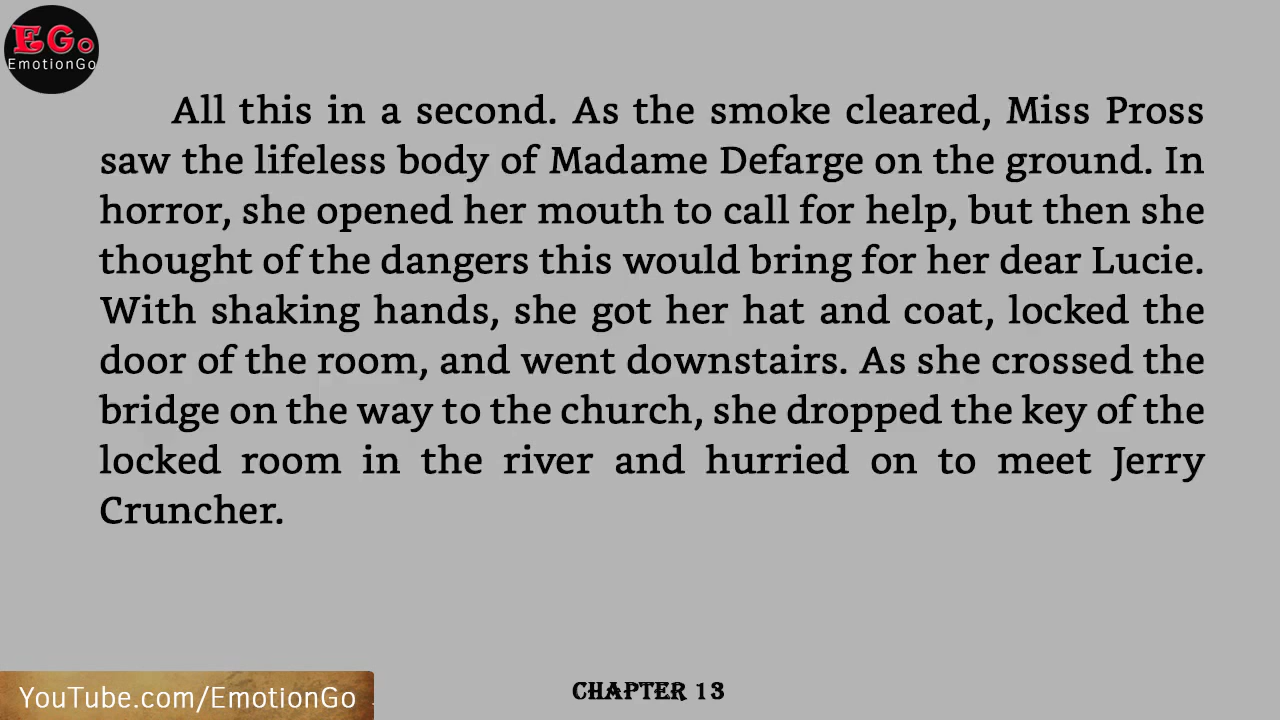 EGo
EmotionGo
All this in a second. As the smoke cleared, Miss Pross
saw the lifeless body of Madame Defarge on the ground. In
horror, she opened her mouth to call for help, but then she
thought of the dangers this would bring for her dear Lucie.
With shaking hands, she got her hat and coat, locked the
door of the room, and went downstairs. As she crossed the
bridge on the way to the church, she dropped the key of the
locked room in the river and hurried on to meet Jerry
Cruncher.
YouTube.com/EmotionGo
CHAPTER 13